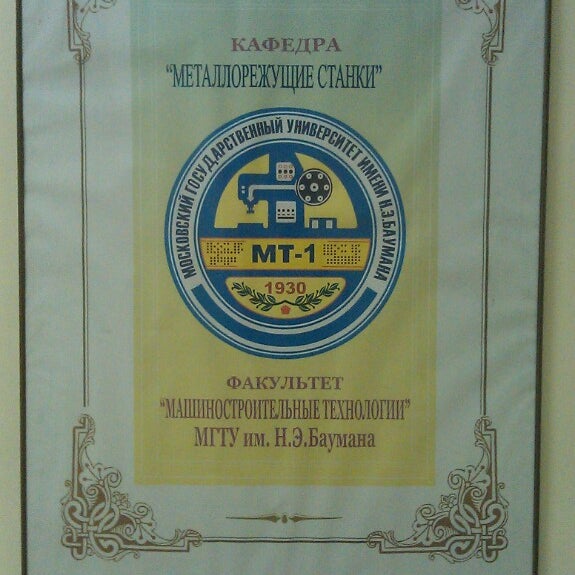 КАФЕДРА
"МЕТАЛЛОРЕЖУЩИЕ СТАНКИ"
МОСКОВСКИЙ ГОСУДАРСТВЕННЫЙ УНИВЕРСИТЕТ ИМЕНИ Н.Э.БАУМАНА
МТ-1
1930
ФАКУЛЬТЕТ
"МАШИНОСТРОИТЕЛЬНЫЕ ТЕХНОЛОГИИ"
МГТУ им. Н.Э.Баумана